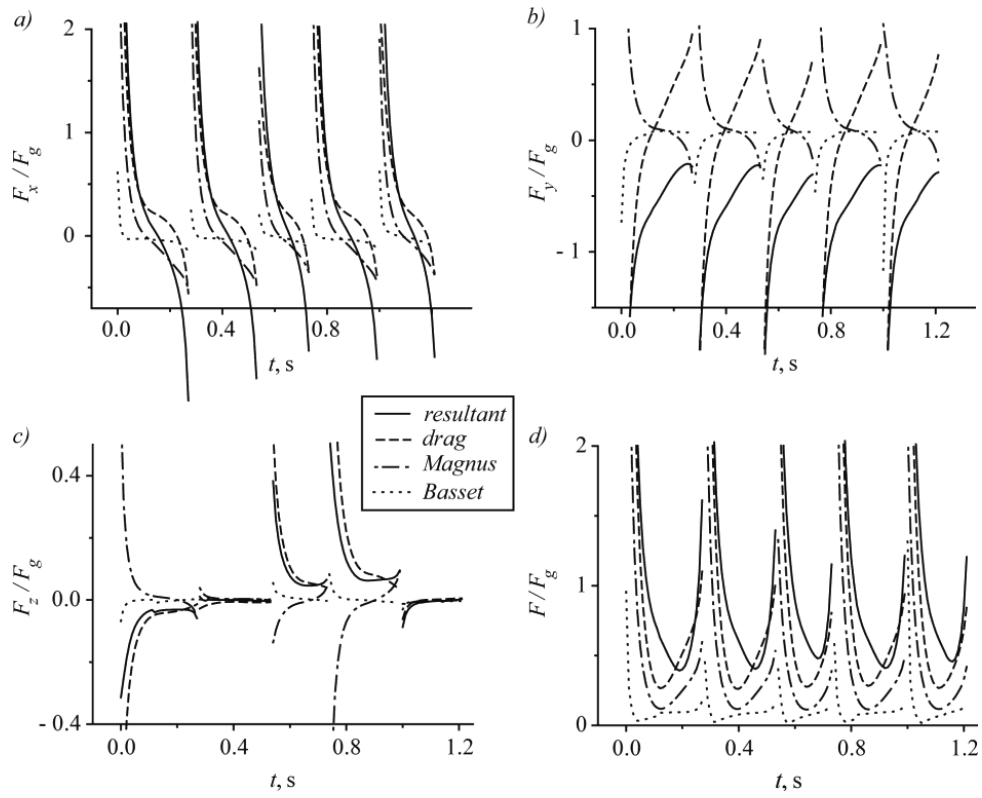 a)
2
1
0
F_x / F_g
0.0
0.4
0.8
t, s
b)
1
0
- 1
F_y / F_g
0.0
0.4
0.8
1.2
t, s
resultant
drag
Magnus
Basset
c)
0.4
0.0
- 0.4
F_z / F_g
0.0
0.4
0.8
1.2
t, s
d)
2
1
0
F / F_g
0.0
0.4
0.8
1.2
t, s